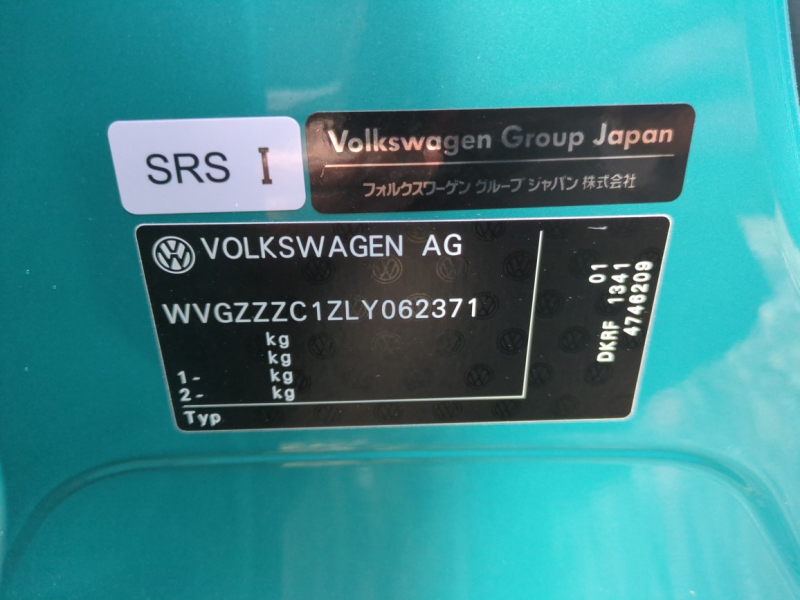 SRS I
Volkswagen Group Japan
フォルクスワーゲン グループ ジャパン 株式会社
VOLKSWAGEN AG
WVGZZZC1ZLY062371
kg
kg
1- kg
2- kg
Typ
01
DKRF 1341
4746209